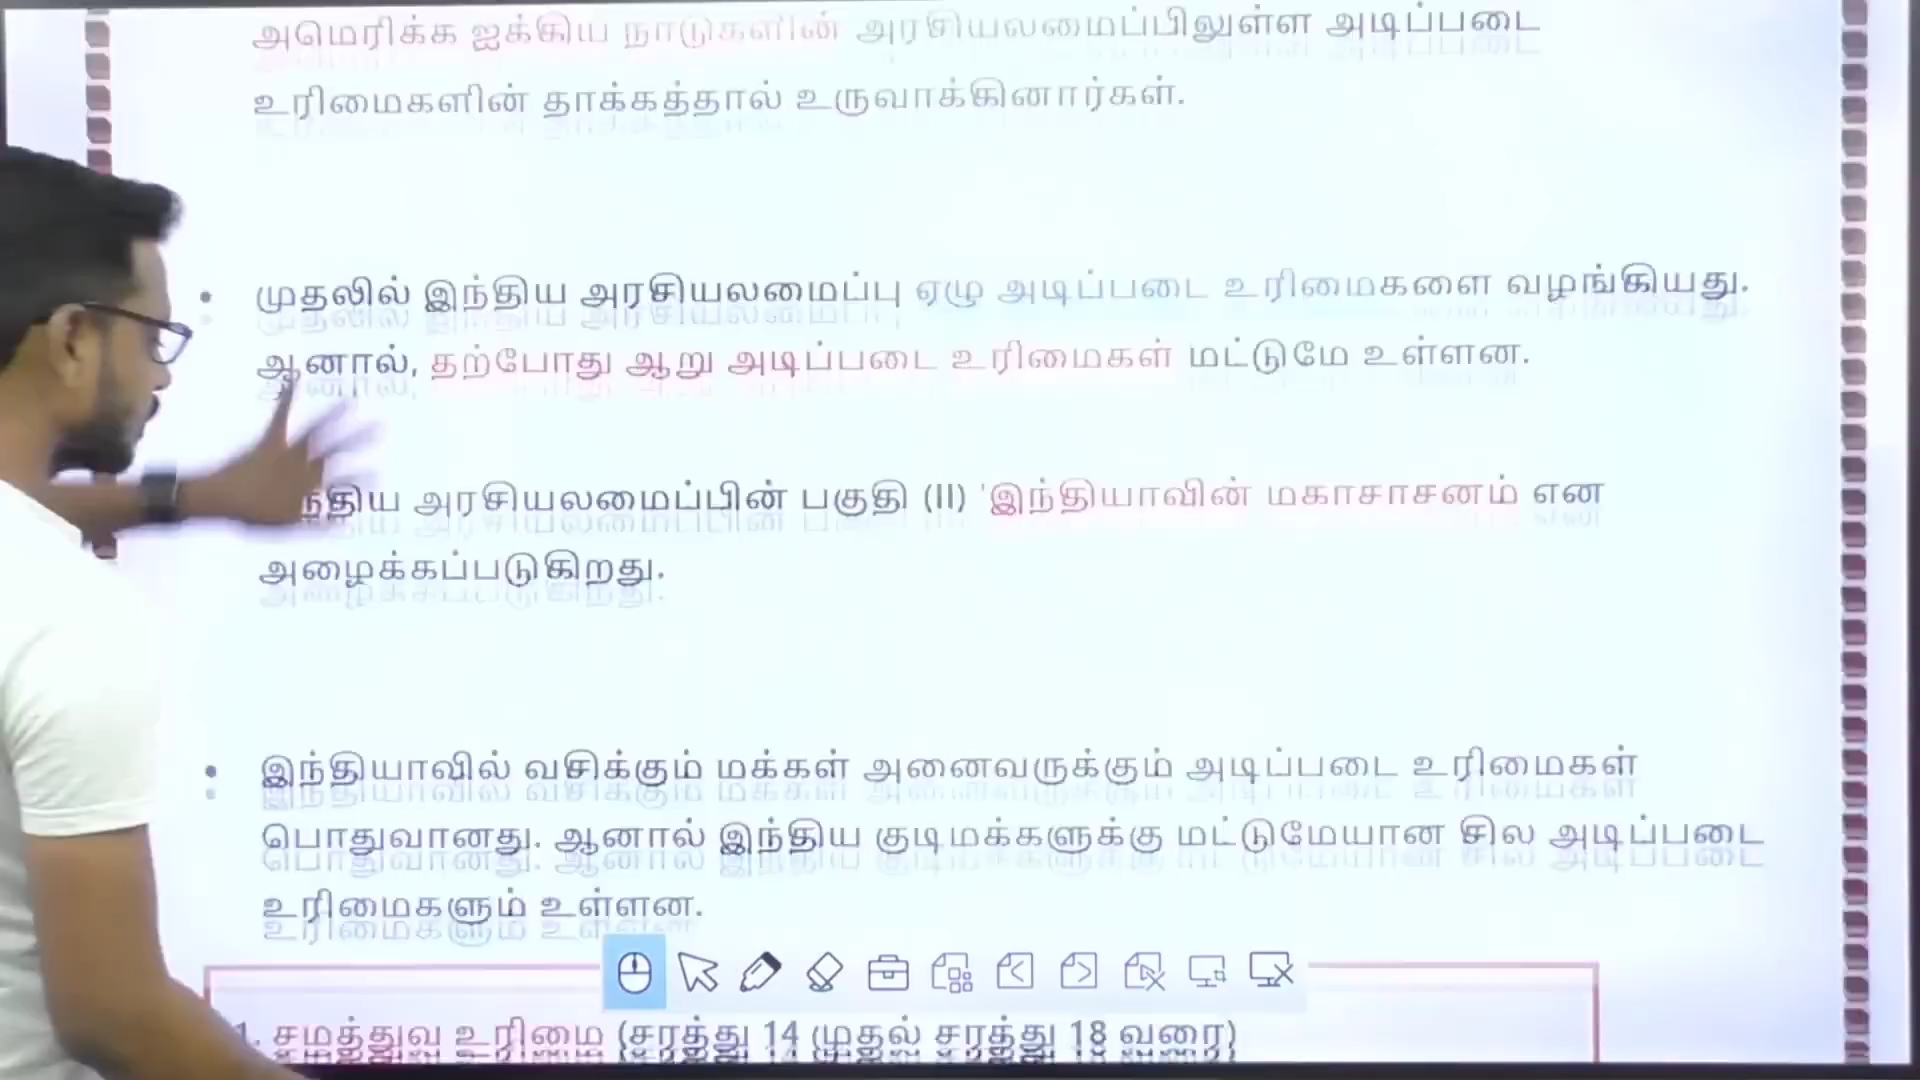 அமெரிக்க ஐக்கிய நாடுகளின் அரசியலமைப்பிலுள்ள அடிப்படை
உரிமைகளின் தாக்கத்தால் உருவாக்கினார்கள்.
• முதலில் இந்திய அரசியலமைப்பு ஏழு அடிப்படை உரிமைகளை வழங்கியது.
ஆனால், தற்போது ஆறு அடிப்படை உரிமைகள் மட்டுமே உள்ளன.
ந்திய அரசியலமைப்பின் பகுதி (II) 'இந்தியாவின் மகாசாசனம் என
அழைக்கப்படுகிறது.
• இந்தியாவில் வசிக்கும் மக்கள் அனைவருக்கும் அடிப்படை உரிமைகள்
பொதுவானது. ஆனால் இந்திய குடிமக்களுக்கு மட்டுமேயான சில அடிப்படை
உரிமைகளும் உள்ளன.
1. சமத்துவ உரிமை (சரத்து 14 முதல் சரத்து 18 வரை)